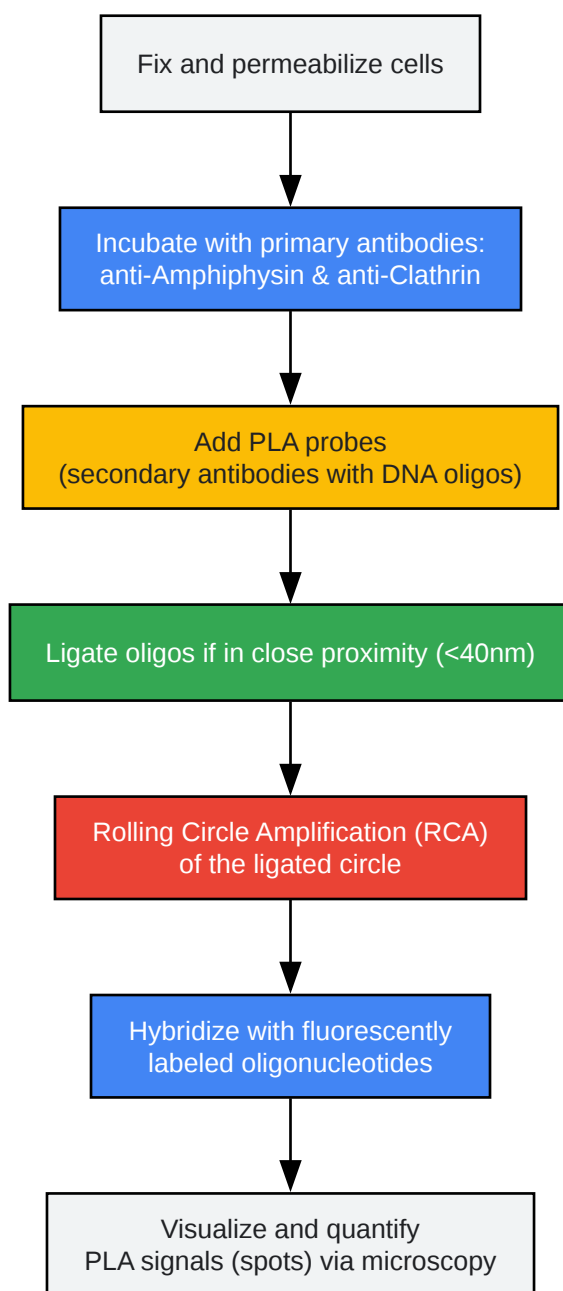 Fix and permeabilize cells
Incubate with primary antibodies:
anti-Amphiphysin & anti-Clathrin
Add PLA probes
(secondary antibodies with DNA oligos)
Ligate oligos if in close proximity (<40nm)
Rolling Circle Amplification (RCA)
of the ligated circle
Hybridize with fluorescently
labeled oligonucleotides
Visualize and quantify
PLA signals (spots) via microscopy